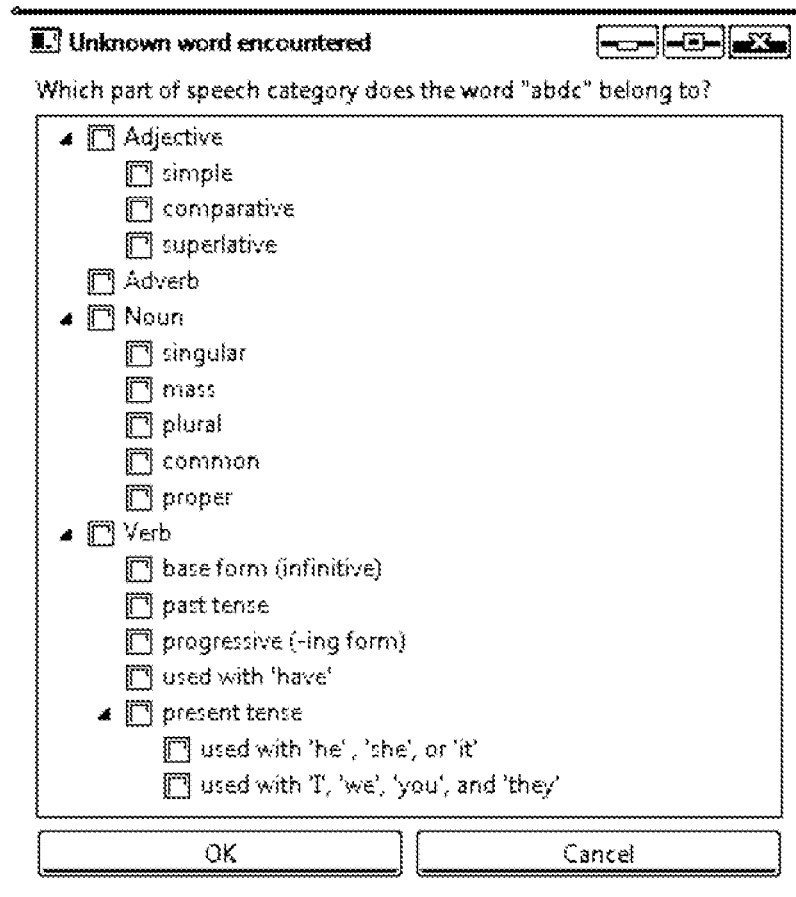 Unknown word encountered
Which part of speech category does the word "abdc" belong to?
Adjective
simple
comparative
superlative
Adverb
Noun
singular
mass
plural
common
proper
Verb
base form (infinitive)
past tense
progressive (-ing form)
used with 'have'
present tense
used with 'he' , 'she', or 'it'
used with 'I', 'we', 'you', and 'they'
OK Cancel